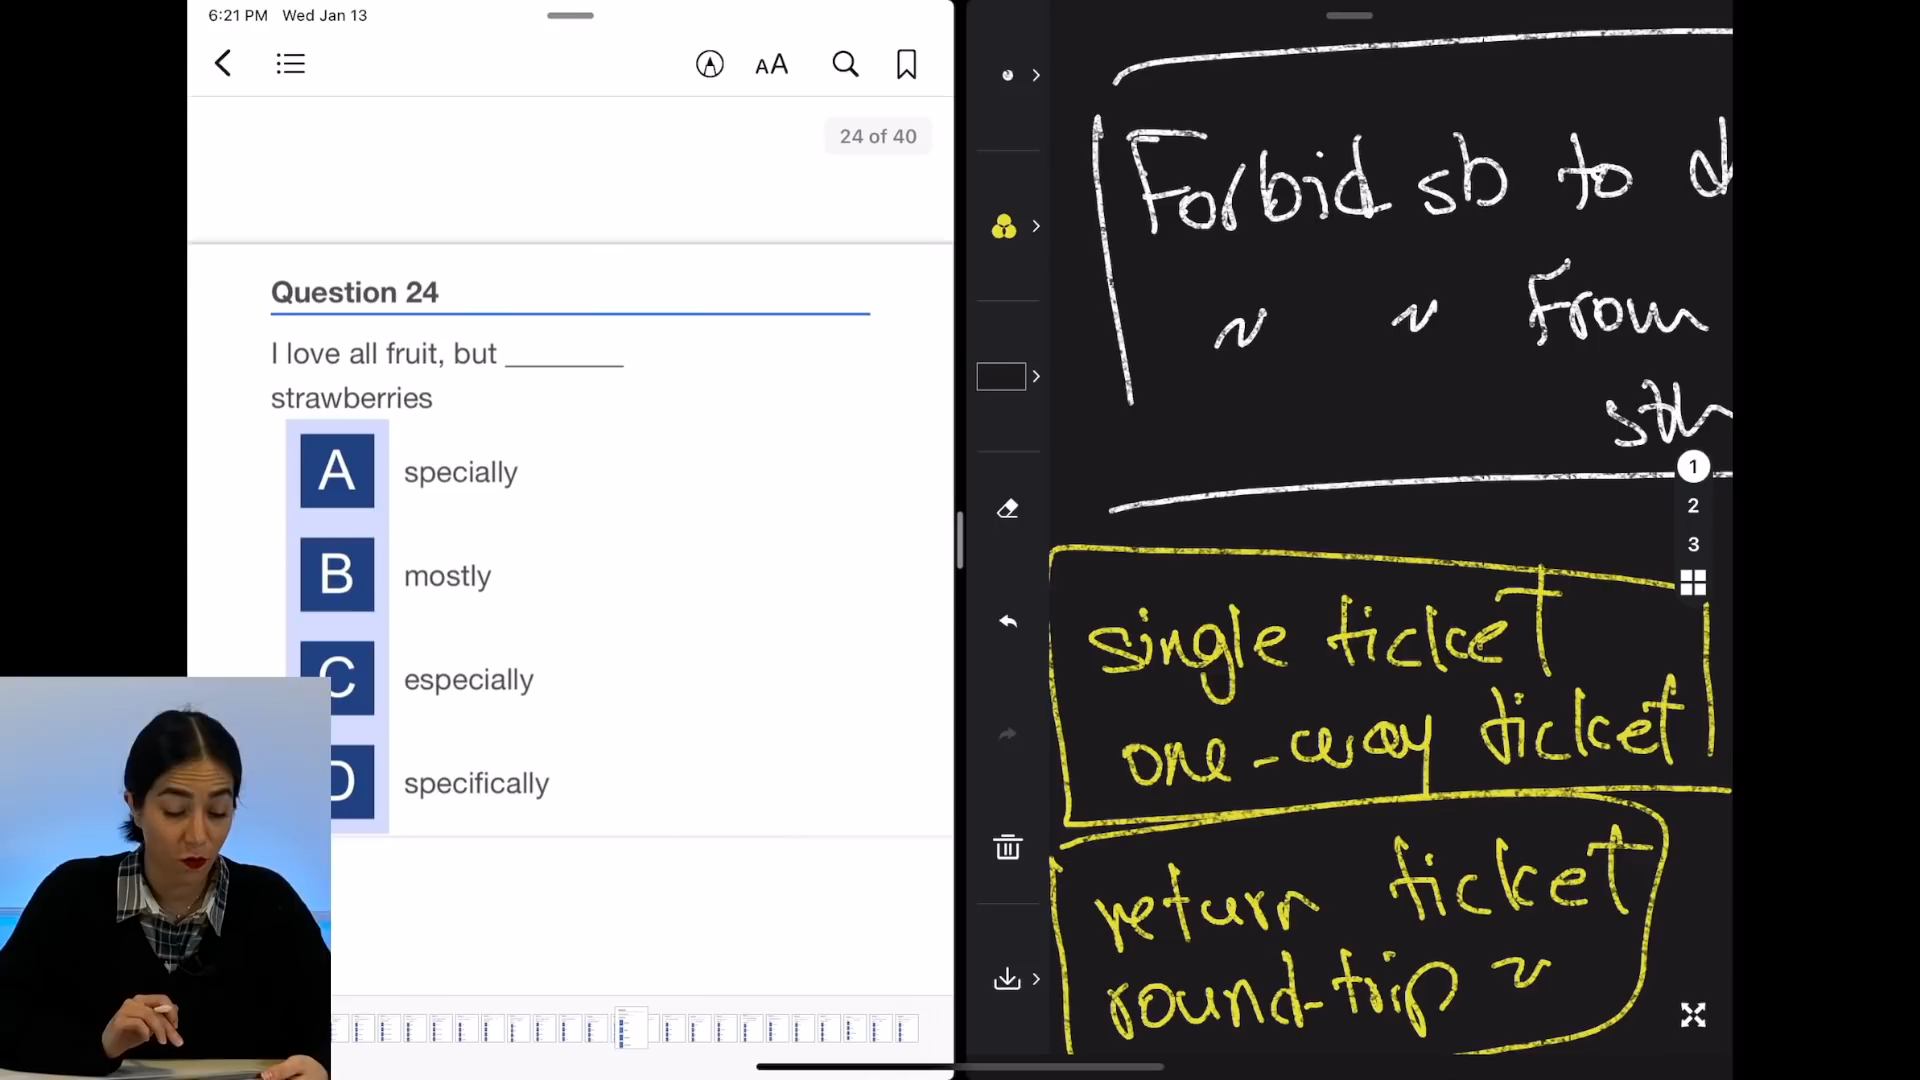 6:21 PM Wed Jan 13
AA
24 of 40
Question 24
I love all fruit, but ________
strawberries
A specially
B mostly
C especially
D specifically
Forbid sb to d
〃 〃 From
sth
1
2
3
single ticket
one-way ticket
return ticket
round-trip 〃